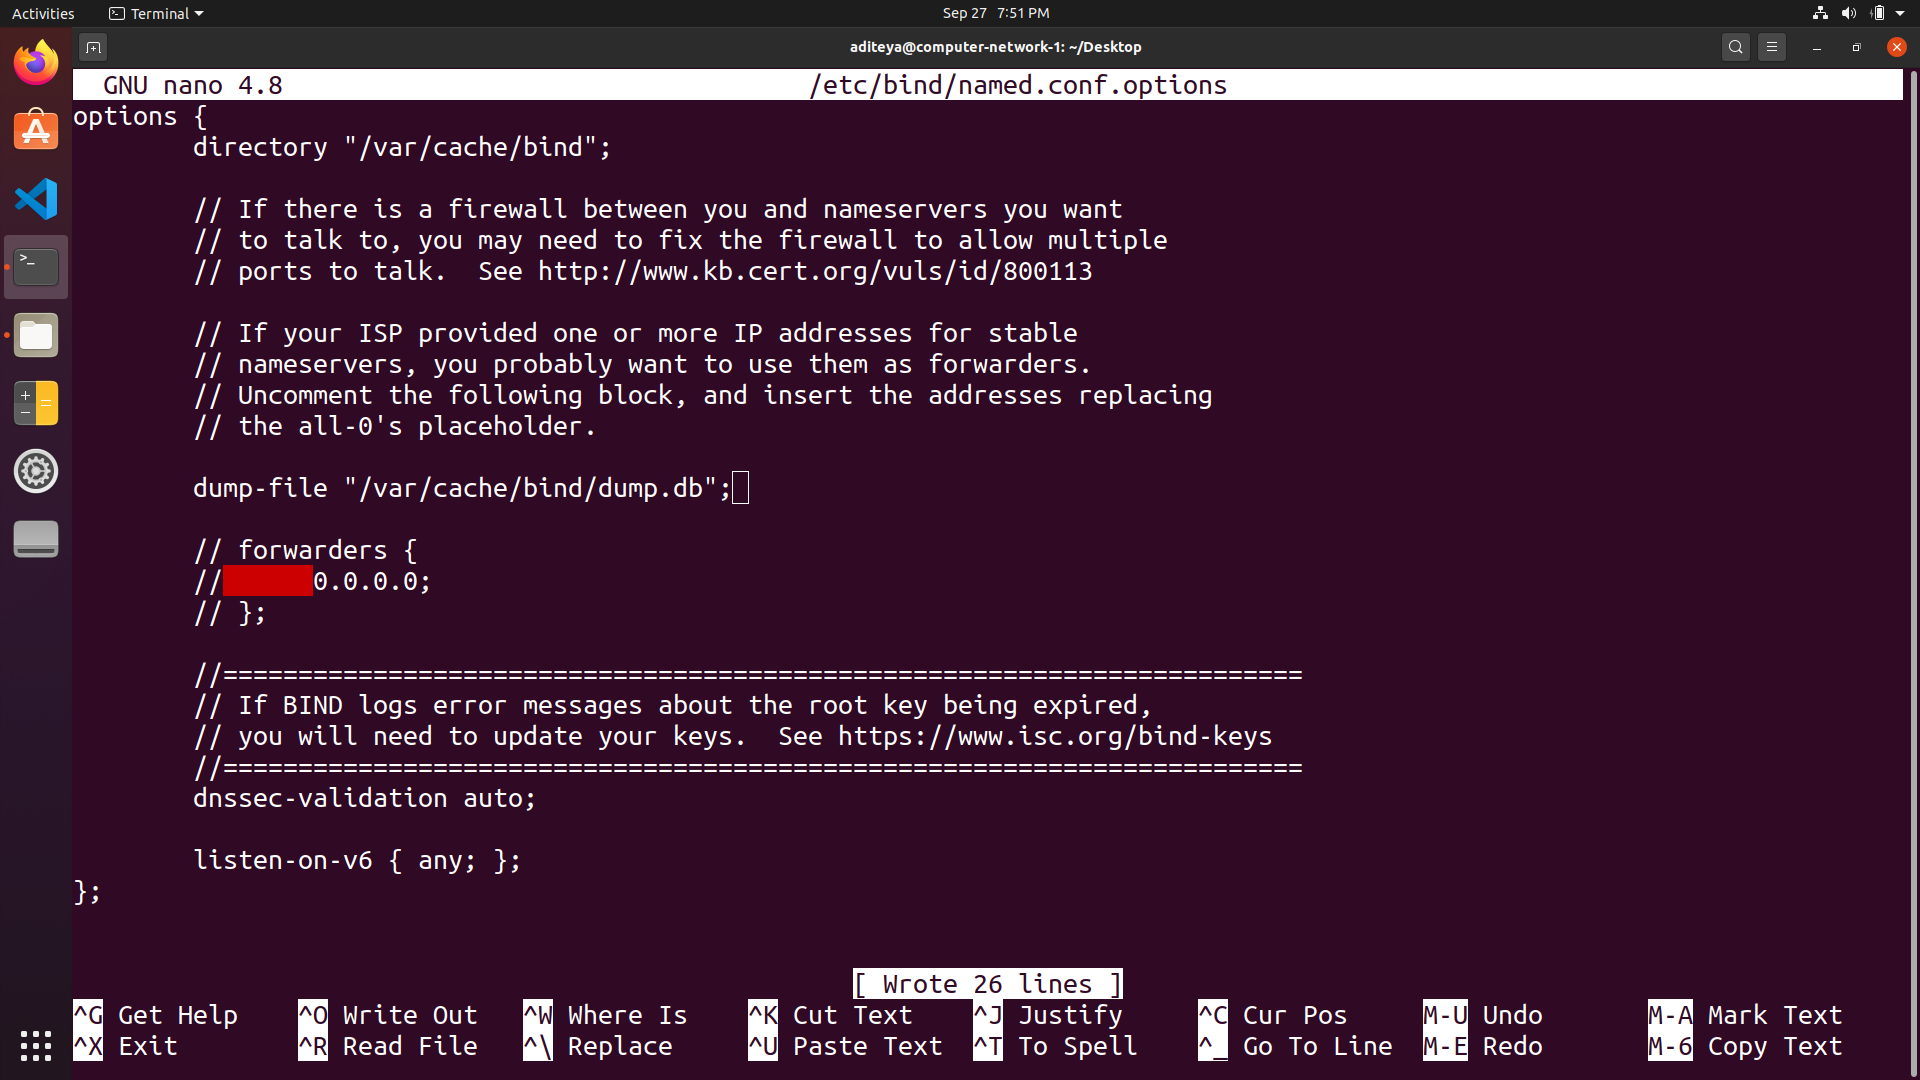 Activities Terminal Sep 27 7:51 PM
aditeya@computer-network-1: ~/Desktop
GNU nano 4.8 /etc/bind/named.conf.options
options {
directory "/var/cache/bind";
// If there is a firewall between you and nameservers you want
// to talk to, you may need to fix the firewall to allow multiple
// ports to talk.  See http://www.kb.cert.org/vuls/id/800113
// If your ISP provided one or more IP addresses for stable
// nameservers, you probably want to use them as forwarders.
// Uncomment the following block, and insert the addresses replacing
// the all-0's placeholder.
dump-file "/var/cache/bind/dump.db";
// forwarders {
//      0.0.0.0;
// };
//========================================================================
// If BIND logs error messages about the root key being expired,
// you will need to update your keys.  See https://www.isc.org/bind-keys
//========================================================================
dnssec-validation auto;
listen-on-v6 { any; };
};
[ Wrote 26 lines ]
^G Get Help ^O Write Out ^W Where Is ^K Cut Text ^J Justify ^C Cur Pos M-U Undo M-A Mark Text
^X Exit ^R Read File ^\ Replace ^U Paste Text ^T To Spell ^_ Go To Line M-E Redo M-6 Copy Text